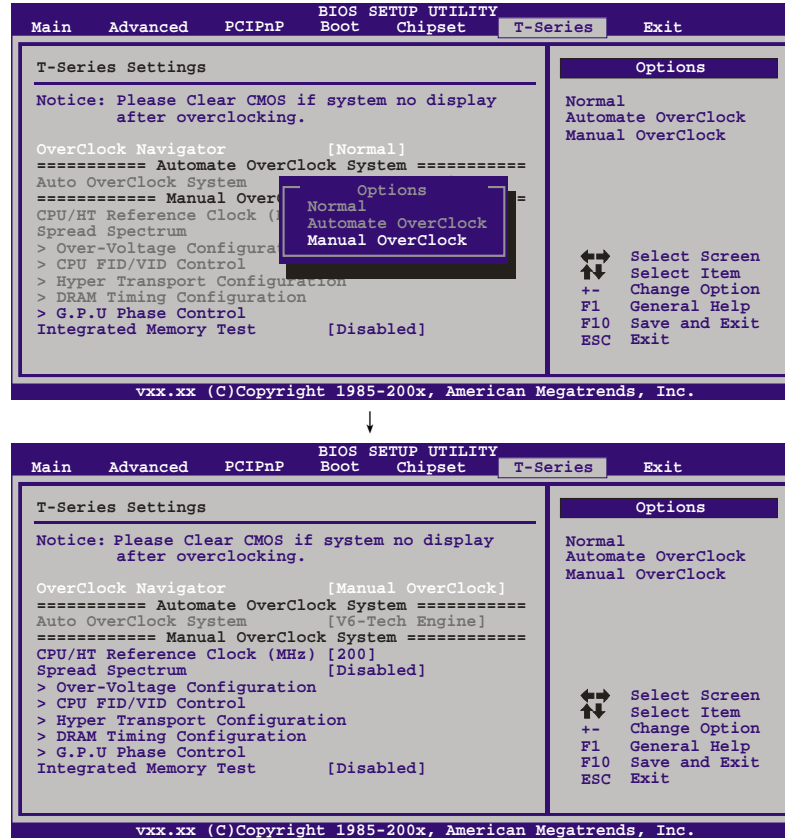 BIOS SETUP UTILITY
Main Advanced PCIPnP Boot Chipset T-Series Exit
T-Series Settings
Notice: Please Clear CMOS if system no display
after overclocking.
OverClock Navigator [Normal]
=========== Automate OverClock System ===========
Auto OverClock System
============ Manual Over =
CPU/HT Reference Clock (
Spread Spectrum
> Over-Voltage Configura
> CPU FID/VID Control
> Hyper Transport Configuration
> DRAM Timing Configuration
> G.P.U Phase Control
Integrated Memory Test [Disabled]
Options
Normal
Automate OverClock
Manual OverClock
Options
Normal
Automate OverClock
Manual OverClock
Select Screen
Select Item
+- Change Option
F1 General Help
F10 Save and Exit
ESC Exit
vxx.xx (C)Copyright 1985-200x, American Megatrends, Inc.
BIOS SETUP UTILITY
Main Advanced PCIPnP Boot Chipset T-Series Exit
T-Series Settings
Notice: Please Clear CMOS if system no display
after overclocking.
OverClock Navigator [Manual OverClock]
=========== Automate OverClock System ===========
Auto OverClock System [V6-Tech Engine]
============ Manual OverClock System ============
CPU/HT Reference Clock (MHz) [200]
Spread Spectrum [Disabled]
> Over-Voltage Configuration
> CPU FID/VID Control
> Hyper Transport Configuration
> DRAM Timing Configuration
> G.P.U Phase Control
Integrated Memory Test [Disabled]
Options
Normal
Automate OverClock
Manual OverClock
Select Screen
Select Item
+- Change Option
F1 General Help
F10 Save and Exit
ESC Exit
vxx.xx (C)Copyright 1985-200x, American Megatrends, Inc.